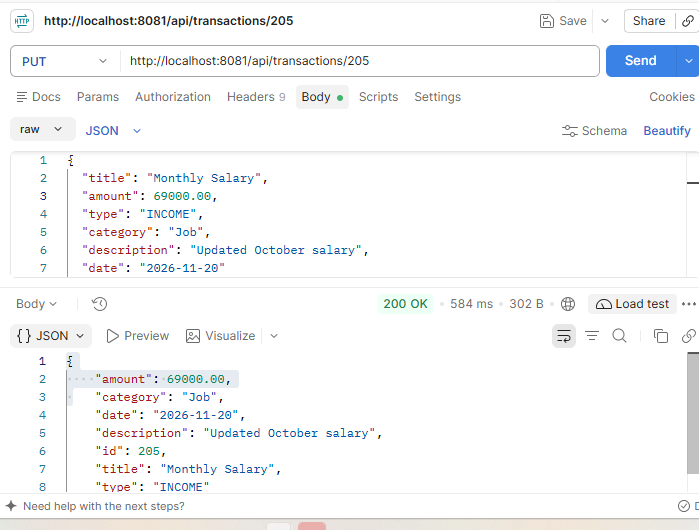 HTTP http://localhost:8081/api/transactions/205 Save Share
PUT http://localhost:8081/api/transactions/205 Send
Docs Params Authorization Headers 9 Body Scripts Settings Cookies
raw JSON Schema Beautify
1 {
2 "title": "Monthly Salary",
3 "amount": 69000.00,
4 "type": "INCOME",
5 "category": "Job",
6 "description": "Updated October salary",
7 "date": "2026-11-20"
Body 200 OK • 584 ms • 302 B Load test
{} JSON Preview Visualize
1 {
2 ····"amount":·69000.00,
3 "category": "Job",
4 "date": "2026-11-20",
5 "description": "Updated October salary",
6 "id": 205,
7 "title": "Monthly Salary",
8 "type": "INCOME"
Need help with the next steps?